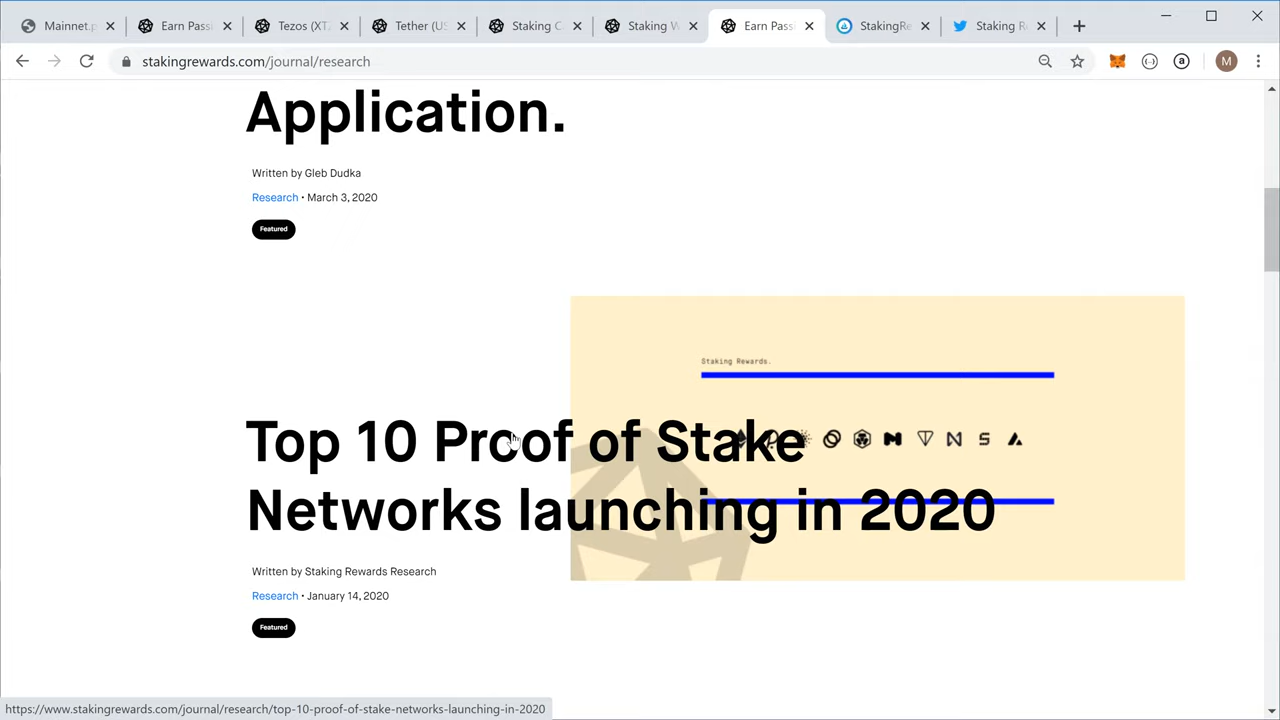 Mainnet.
Earn Passi
Tezos (XTZ
Tether (US
Staking C
Staking W
Earn Passi
StakingRe
Staking R
stakingrewards.com/journal/research
M
Application.
Written by Gleb Dudka
Research · March 3, 2020
Featured
Staking Rewards.
Top 10 Proof of Stake
Networks launching in 2020
Written by Staking Rewards Research
Research · January 14, 2020
Featured
https://www.stakingrewards.com/journal/research/top-10-proof-of-stake-networks-launching-in-2020